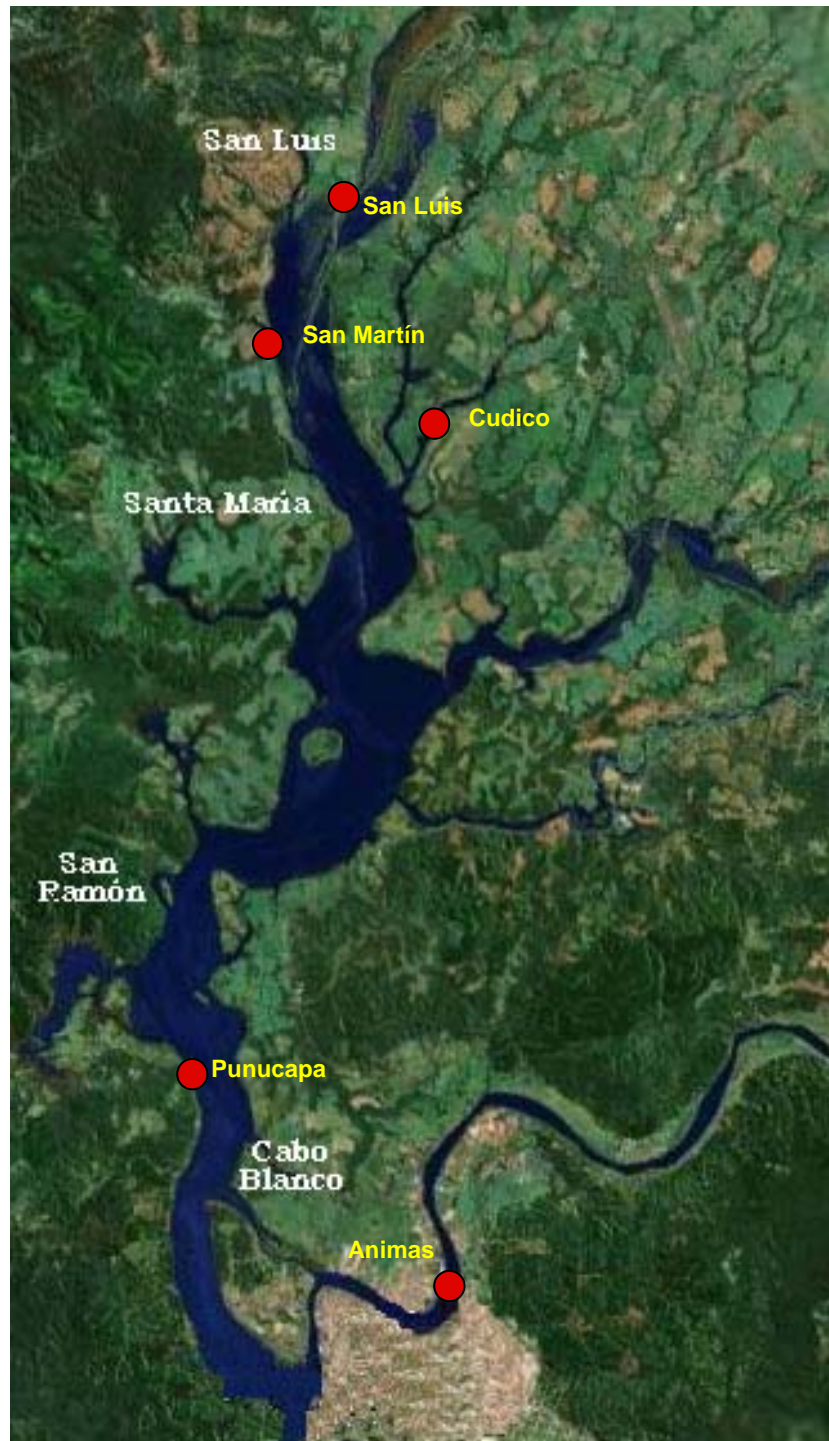 San Luis
San Luis
San Martín
Cudico
Santa María
San
Ramón
Punucapa
Cabo
Blanco
Animas